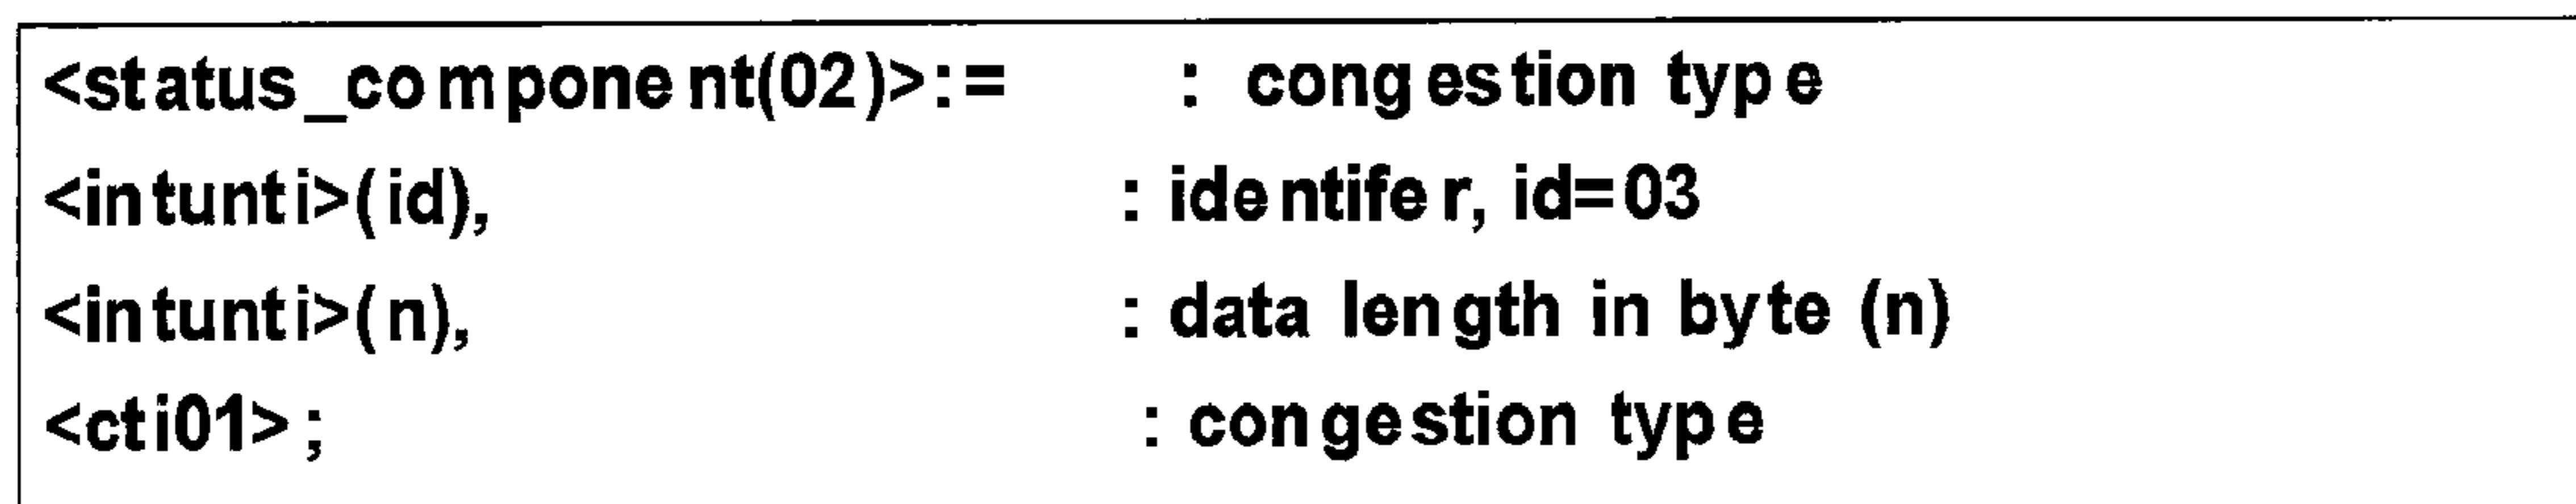 <status_component(02)>:= : congestion type
<intunti>(id), : identifer, id=03
<intunti>(n), : data length in byte (n)
<cti01>; : congestion type